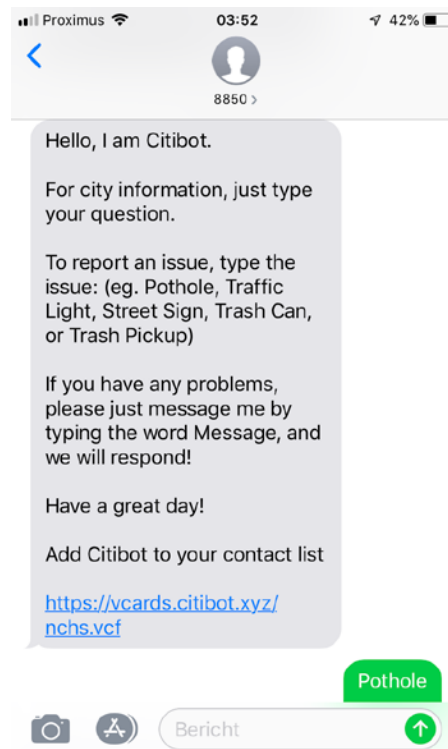 Proximus 03:52 42%
8850 >
Hello, I am Citibot.
For city information, just type
your question.
To report an issue, type the
issue: (eg. Pothole, Traffic
Light, Street Sign, Trash Can,
or Trash Pickup)
If you have any problems,
please just message me by
typing the word Message, and
we will respond!
Have a great day!
Add Citibot to your contact list
https://vcards.citibot.xyz/
nchs.vcf
Pothole
Bericht